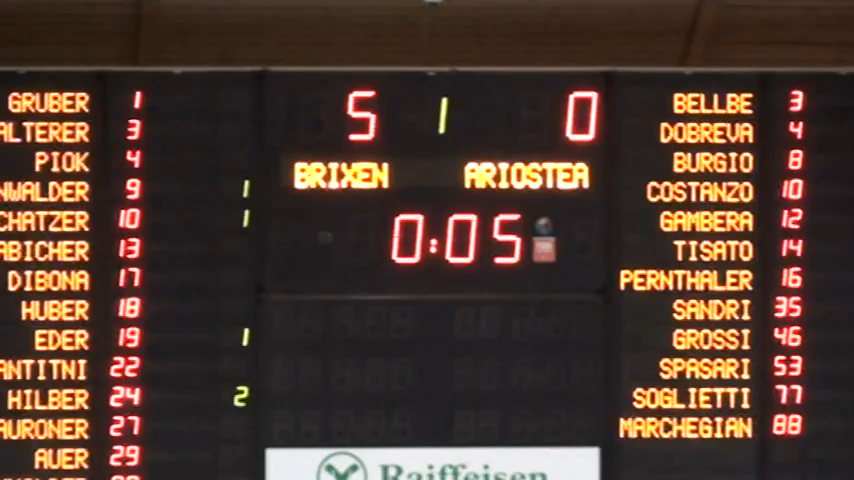 GRUBER 1
ALTERER 3
PIOK 4
NWALDER 9 1
CHATZER 10 1
ABICHER 13
DIBONA 17
HUBER 18
EDER 19 1
ANTITNI 22
HILBER 24 2
AURONER 27
AUER 29
5 1 0
BRIXEN ARIOSTEA
0:05
Raiffeisen
BELLBE 3
DOBREVA 4
BURGIO 8
COSTANZO 10
GAMBERA 12
TISATO 14
PERNTHALER 16
SANDRI 35
GROSSI 46
SPASARI 53
SOGLIETTI 77
MARCHEGIAN 88